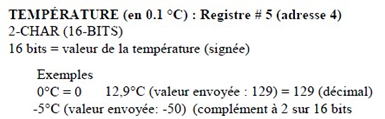 TEMPÉRATURE (en 0.1 °C) : Registre # 5 (adresse 4)
2-CHAR (16-BITS)
16 bits = valeur de la température (signée)
Exemples
0°C = 0 12,9°C (valeur envoyée : 129) = 129 (décimal)
-5°C (valeur envoyée: -50) (complément à 2 sur 16 bits